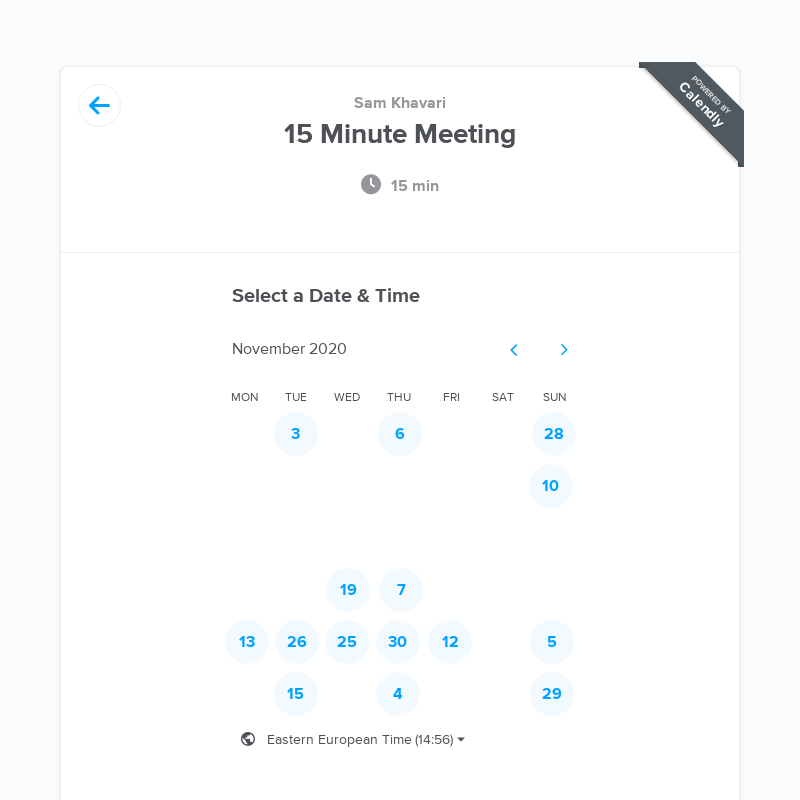 POWERED BY
Calendly
Sam Khavari
15 Minute Meeting
15 min
Select a Date & Time
November 2020
MON TUE WED THU FRI SAT SUN
3 6 28
10
19 7
13 26 25 30 12 5
15 4 29
Eastern European Time (14:56)